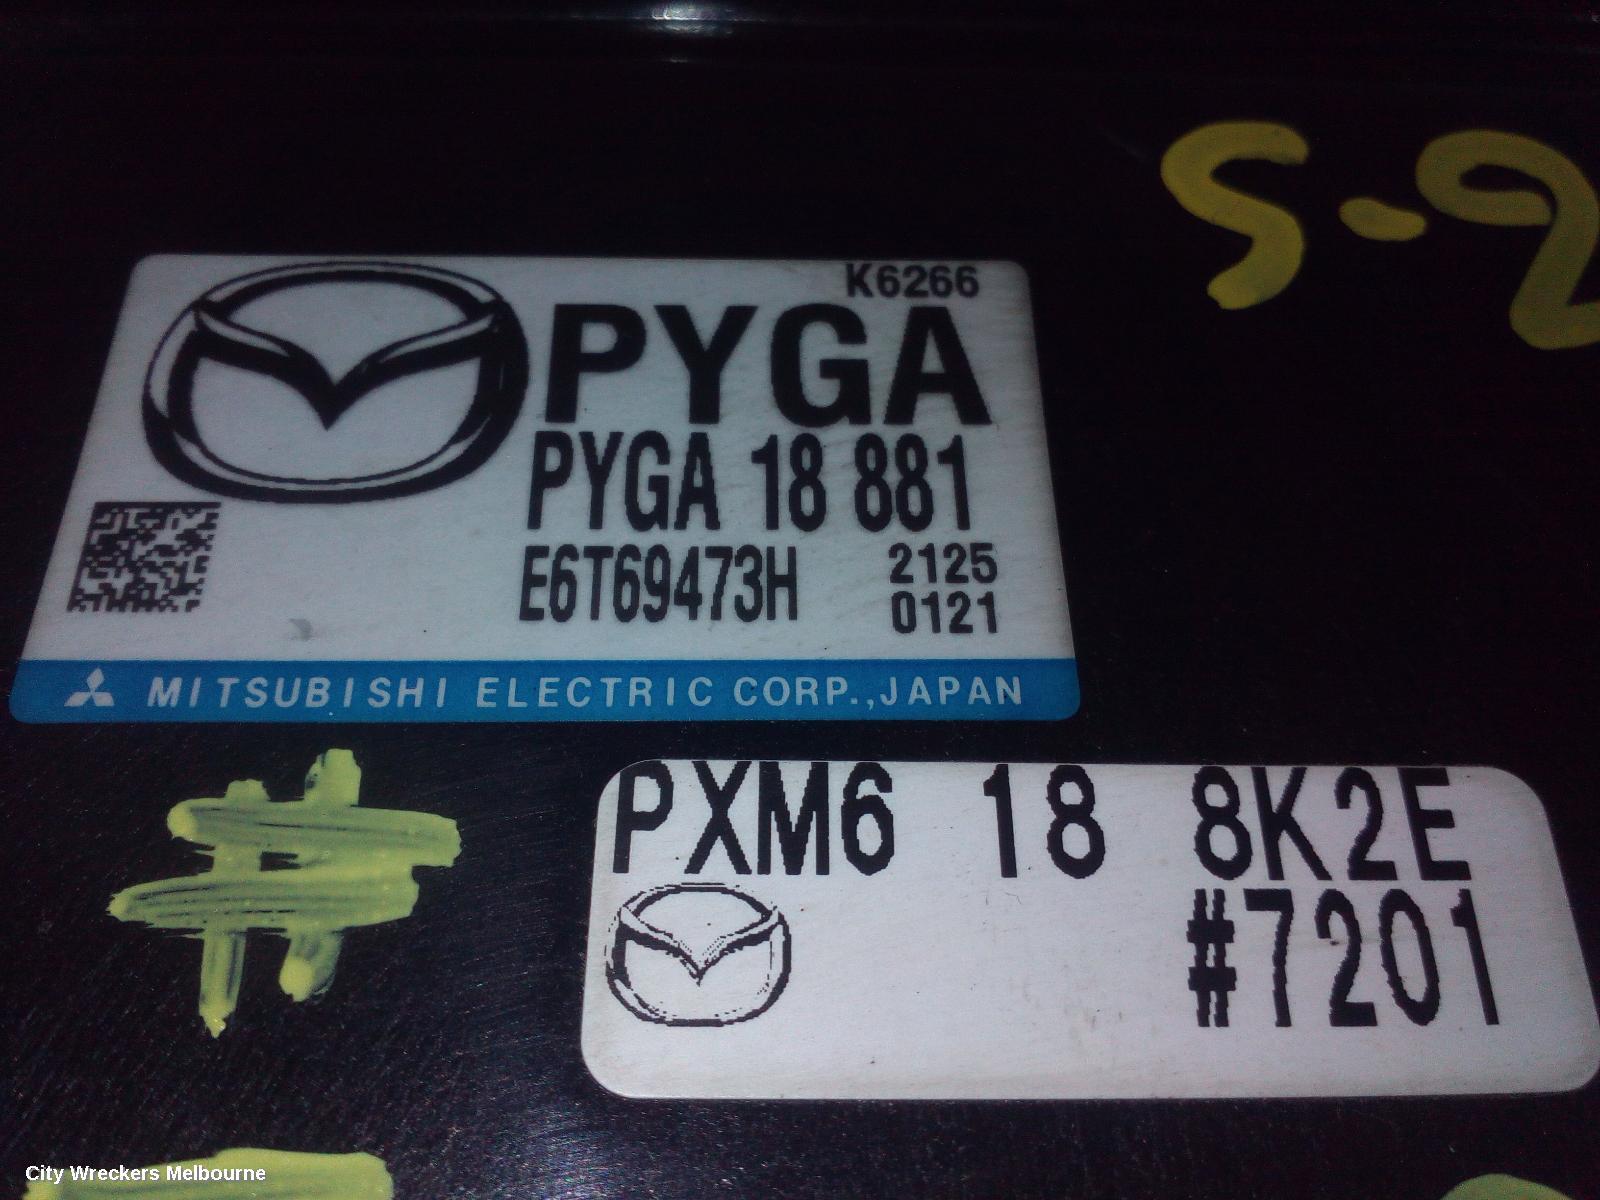 K6266
PYGA
PYGA 18 881
E6T69473H 2125
0121
MITSUBISHI ELECTRIC CORP.,JAPAN
PXM6 18 8K2E
#7201
#
City Wreckers Melbourne